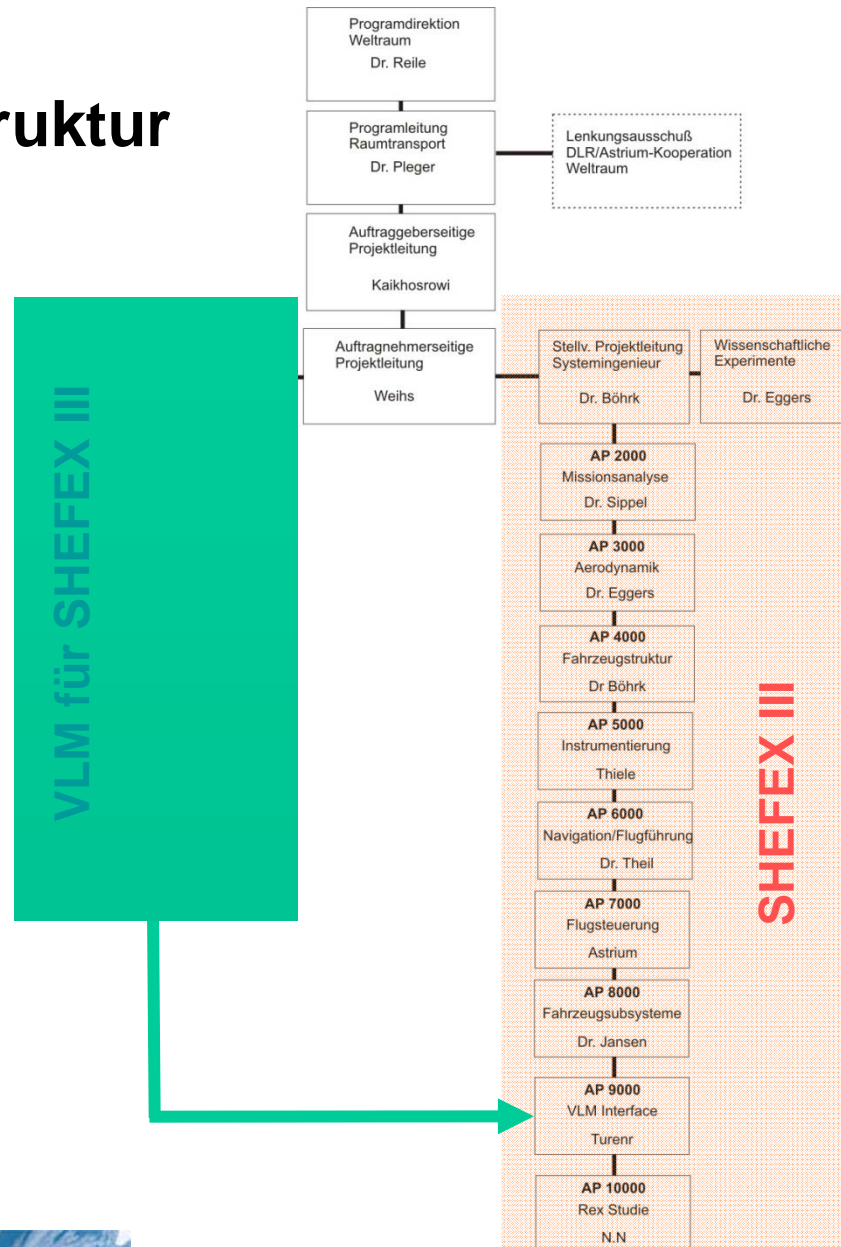 ruktur
Programdirektion
Weltraum
Dr. Reile
Programleitung
Raumtransport
Dr. Pleger
Lenkungsausschuß
DLR/Astrium-Kooperation
Weltraum
Auftraggeberseitige
Projektleitung
Kaikhosrowi
Auftragnehmerseitige
Projektleitung
Weihs
Stellv. Projektleitung
Systemingenieur
Dr. Böhrk
Wissenschaftliche
Experimente
Dr. Eggers
VLM für SHEFEX III
AP 2000
Missionsanalyse
Dr. Sippel
AP 3000
Aerodynamik
Dr. Eggers
AP 4000
Fahrzeugstruktur
Dr Böhrk
AP 5000
Instrumentierung
Thiele
AP 6000
Navigation/Flugführung
Dr. Theil
AP 7000
Flugsteuerung
Astrium
AP 8000
Fahrzeugsubsysteme
Dr. Jansen
AP 9000
VLM Interface
Turenr
AP 10000
Rex Studie
N.N
SHEFEX III